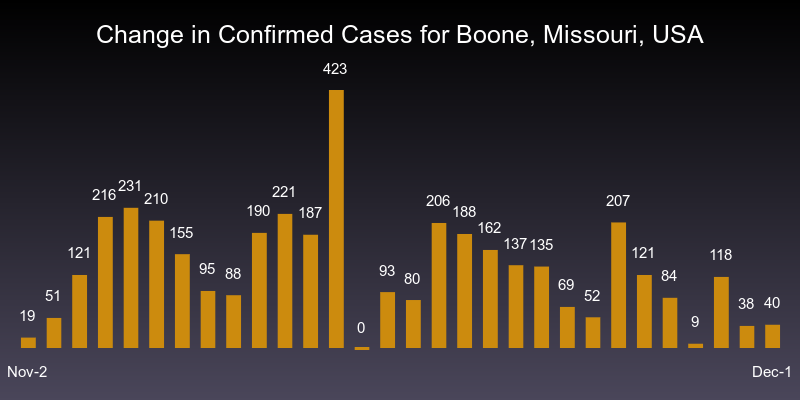 Change in Confirmed Cases for Boone, Missouri, USA
19 51 121 216 231 210 155 95 88 190 221 187 423 0 93 80 206 188 162 137 135 69 52 207 121 84 9 118 38 40
Nov-2 Dec-1